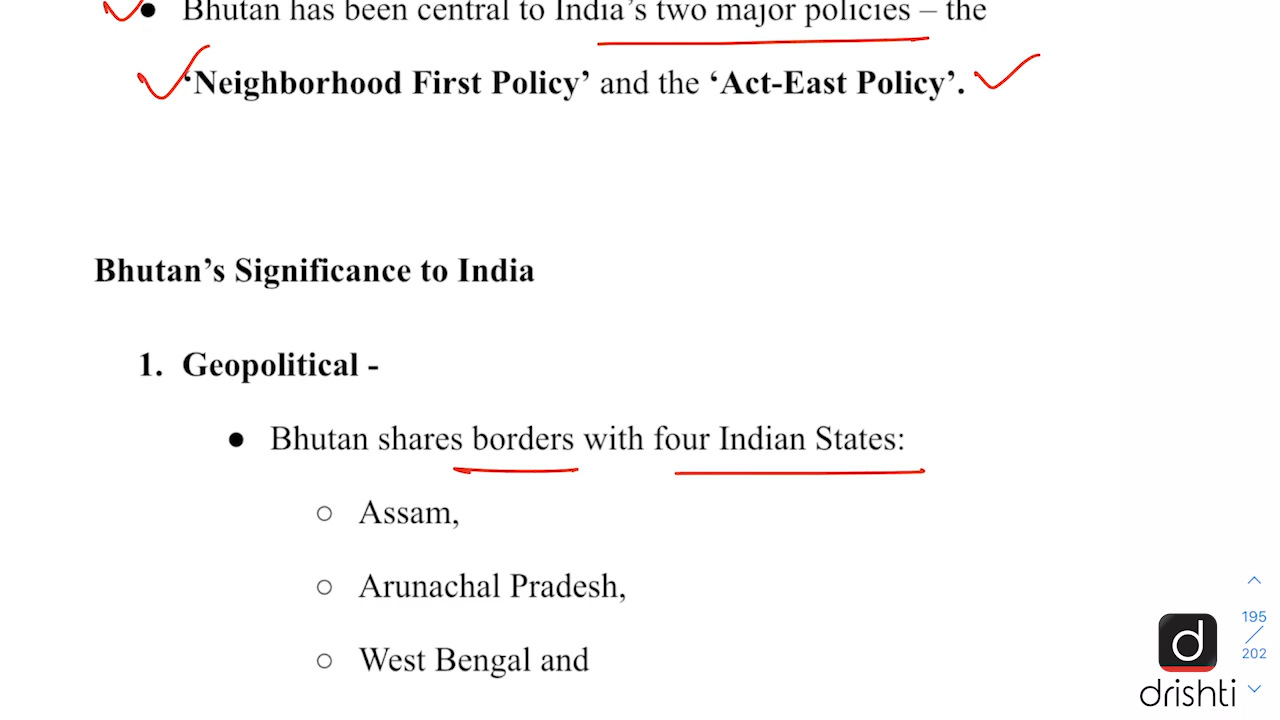 ● Bhutan has been central to India’s two major policies – the
‘Neighborhood First Policy’ and the ‘Act-East Policy’.
Bhutan’s Significance to India
1. Geopolitical -
● Bhutan shares borders with four Indian States:
○ Assam,
○ Arunachal Pradesh,
○ West Bengal and
195
/
202
d
drishti